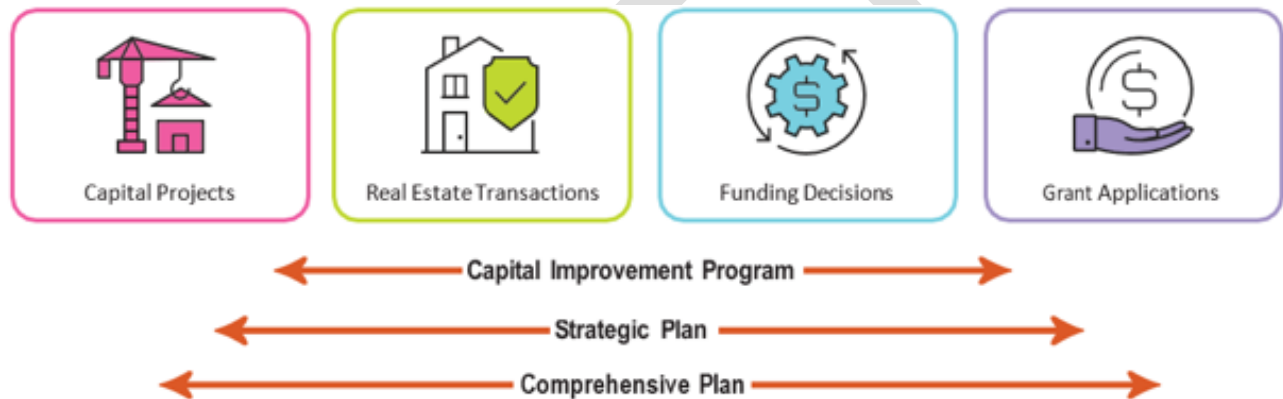 Capital Projects
Real Estate Transactions
Funding Decisions
Grant Applications
Capital Improvement Program
Strategic Plan
Comprehensive Plan